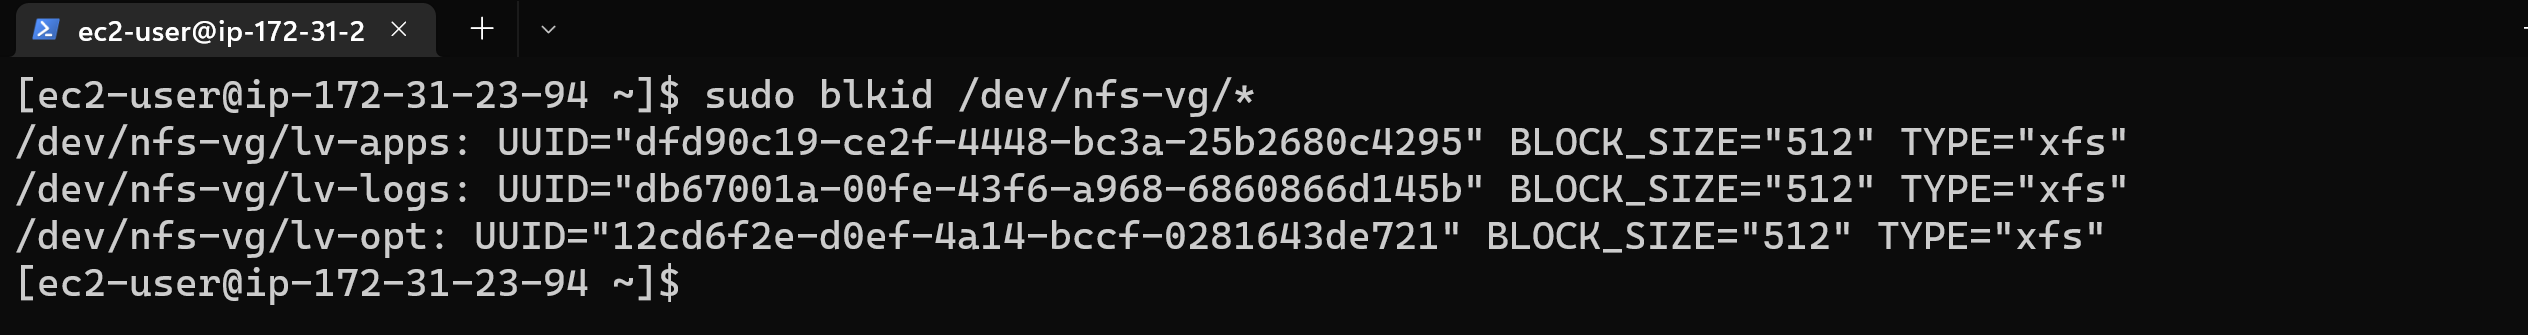 ec2-user@ip-172-31-2
[ec2-user@ip-172-31-23-94 ~]$ sudo blkid /dev/nfs-vg/*
/dev/nfs-vg/lv-apps: UUID="dfd90c19-ce2f-4448-bc3a-25b2680c4295" BLOCK_SIZE="512" TYPE="xfs"
/dev/nfs-vg/lv-logs: UUID="db67001a-00fe-43f6-a968-6860866d145b" BLOCK_SIZE="512" TYPE="xfs"
/dev/nfs-vg/lv-opt: UUID="12cd6f2e-d0ef-4a14-bccf-0281643de721" BLOCK_SIZE="512" TYPE="xfs"
[ec2-user@ip-172-31-23-94 ~]$